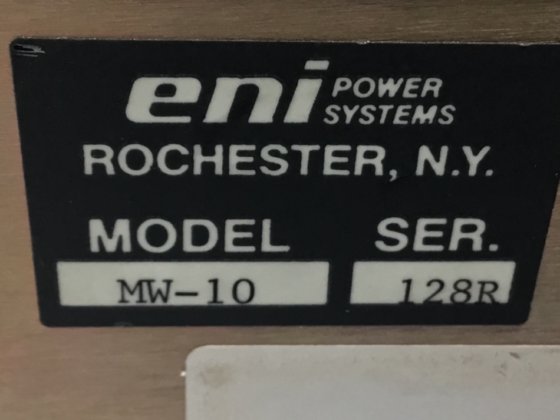 eni POWER SYSTEMS
ROCHESTER, N.Y.
MODEL SER.
MW-10 128R